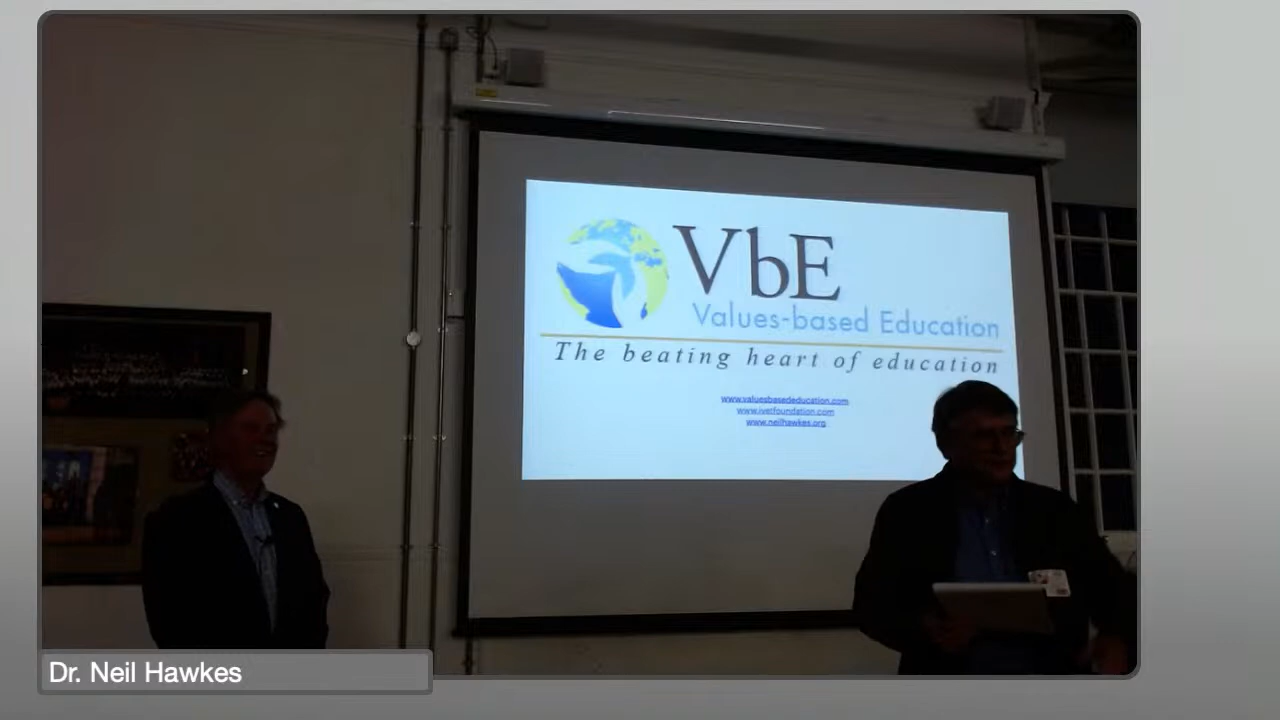 VbE
Values-based Education
The beating heart of education
www.valuesbasededucation.com
www.ivetfoundation.com
www.neilhawkes.org
Dr. Neil Hawkes